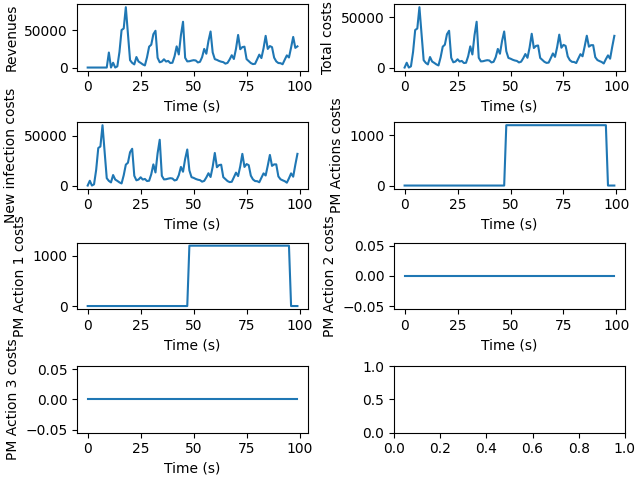 Revenues
50000
0
0 25 50 75 100
Time (s)
Total costs
50000
0
0 25 50 75 100
Time (s)
New infection costs
50000
0
0 25 50 75 100
Time (s)
PM Actions costs
1000
0
0 25 50 75 100
Time (s)
PM Action 1 costs
1000
0
0 25 50 75 100
Time (s)
PM Action 2 costs
0.05
0.00
−0.05
0 25 50 75 100
Time (s)
PM Action 3 costs
0.05
0.00
−0.05
0 25 50 75 100
Time (s)
1.0
0.5
0.0
0.0 0.2 0.4 0.6 0.8 1.0